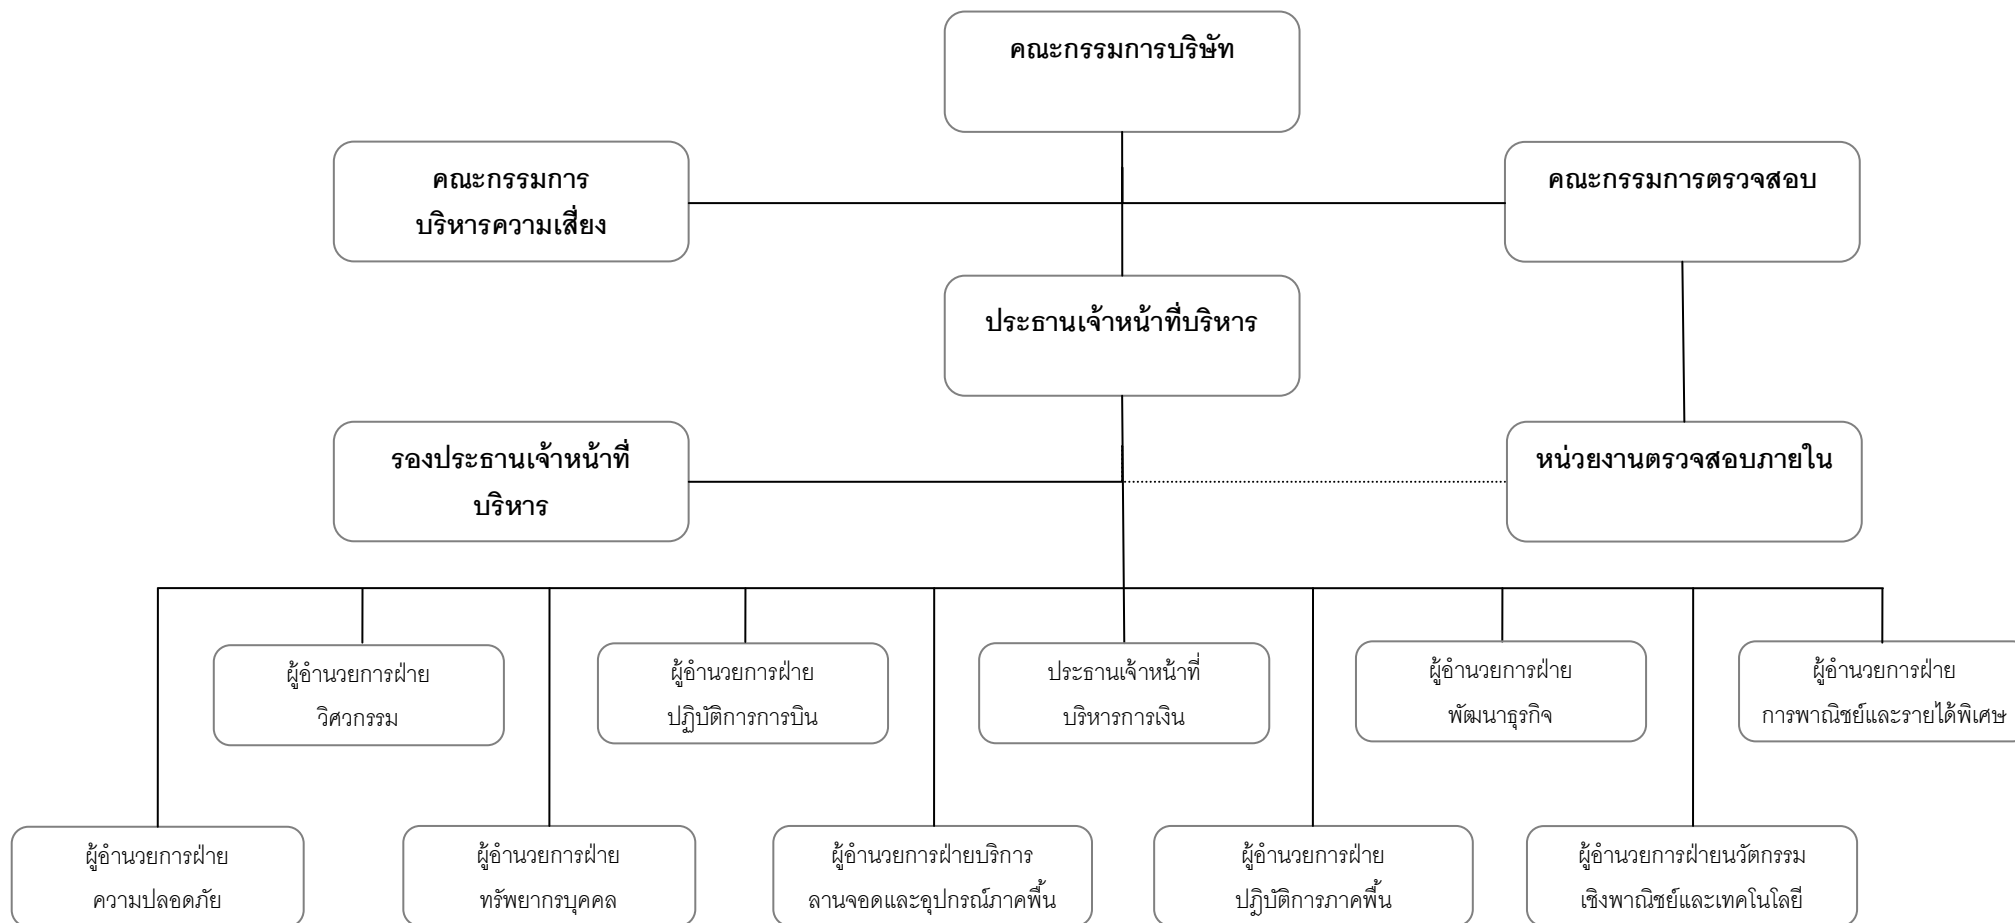 คณะกรรมการบริษัท
คณะกรรมการ
บริหารความเสี่ยง
คณะกรรมการตรวจสอบ
ประธานเจ้าหน้าที่บริหาร
รองประธานเจ้าหน้าที่
บริหาร
หน่วยงานตรวจสอบภายใน
ผู้อำนวยการฝ่าย
วิศวกรรม
ผู้อำนวยการฝ่าย
ปฏิบัติการการบิน
ประธานเจ้าหน้าที่
บริหารการเงิน
ผู้อำนวยการฝ่าย
พัฒนาธุรกิจ
ผู้อำนวยการฝ่าย
การพาณิชย์และรายได้พิเศษ
ผู้อำนวยการฝ่าย
ความปลอดภัย
ผู้อำนวยการฝ่าย
ทรัพยากรบุคคล
ผู้อำนวยการฝ่ายบริการ
ลานจอดและอุปกรณ์ภาคพื้น
ผู้อำนวยการฝ่าย
ปฏิบัติการภาคพื้น
ผู้อำนวยการฝ่ายนวัตกรรม
เชิงพาณิชย์และเทคโนโลยี